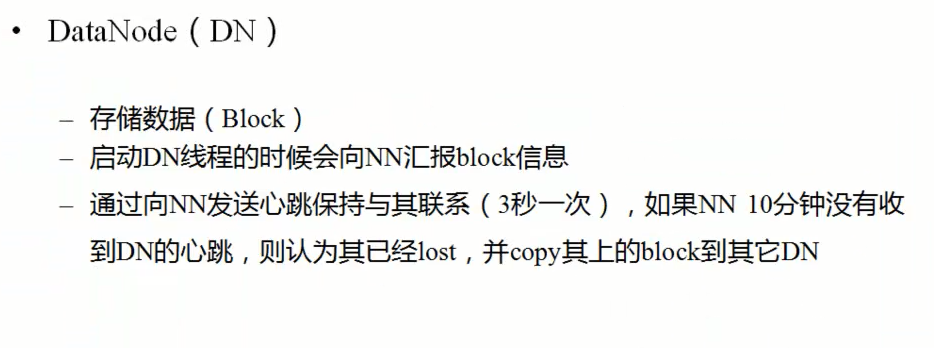 • DataNode（DN）
– 存储数据（Block）
– 启动DN线程的时候会向NN汇报block信息
– 通过向NN发送心跳保持与其联系（3秒一次），如果NN 10分钟没有收
到DN的心跳，则认为其已经lost，并copy其上的block到其它DN